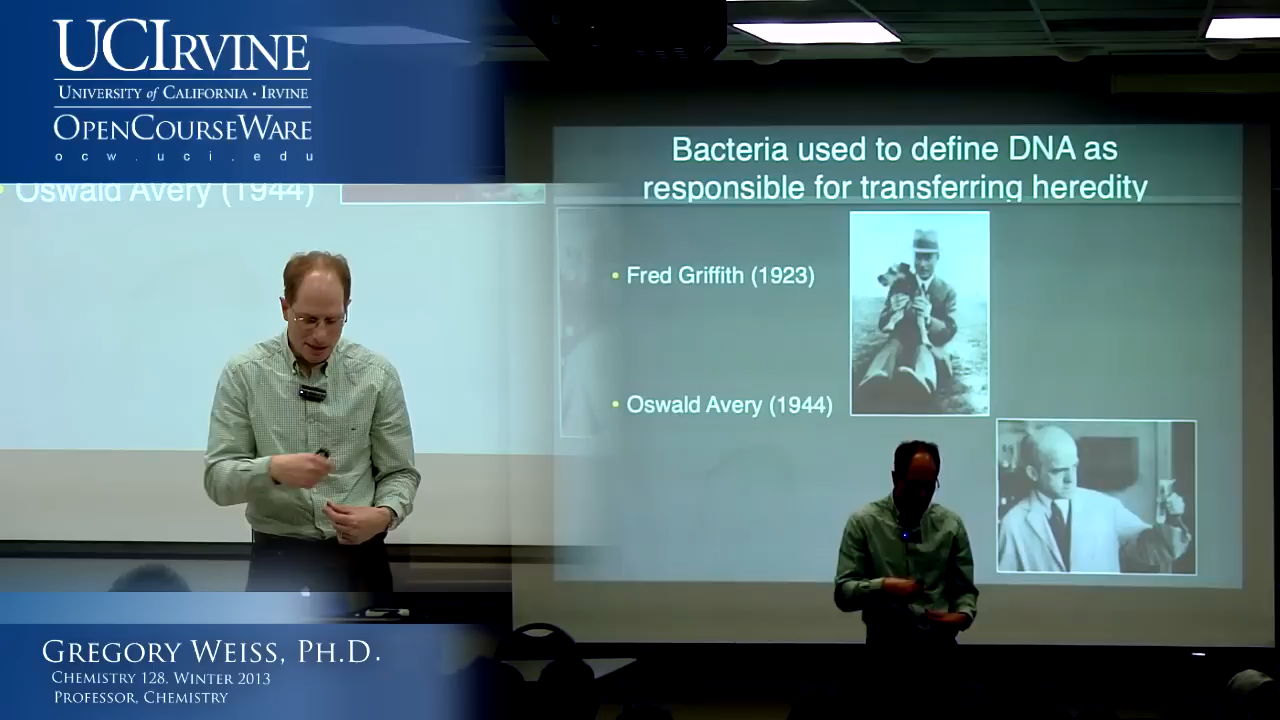 UCIRVINE
UNIVERSITY of CALIFORNIA • IRVINE
OPENCOURSEWARE
ocw.uci.edu
• Oswald Avery (1944)
Bacteria used to define DNA as
responsible for transferring heredity
• Fred Griffith (1923)
• Oswald Avery (1944)
GREGORY WEISS, PH.D.
CHEMISTRY 128. WINTER 2013
PROFESSOR, CHEMISTRY